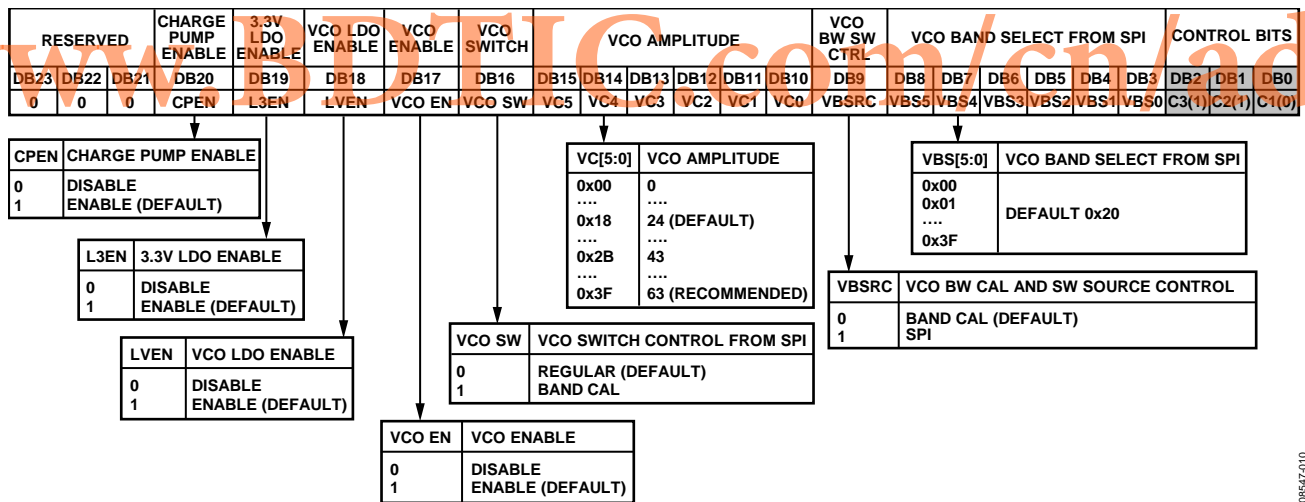 www.BDTIC.com/cn/ad
RESERVED
CHARGE PUMP ENABLE
3.3V LDO ENABLE
VCO LDO ENABLE
VCO ENABLE
VCO SWITCH
VCO AMPLITUDE
VCO BW SW CTRL
VCO BAND SELECT FROM SPI
CONTROL BITS
DB23 DB22 DB21 DB20 DB19 DB18 DB17 DB16 DB15 DB14 DB13 DB12 DB11 DB10 DB9 DB8 DB7 DB6 DB5 DB4 DB3 DB2 DB1 DB0
0 0 0 CPEN L3EN LVEN VCO EN VCO SW VC5 VC4 VC3 VC2 VC1 VC0 VBSRC VBS5 VBS4 VBS3 VBS2 VBS1 VBS0 C3(1) C2(1) C1(0)
CPEN CHARGE PUMP ENABLE
0 DISABLE
1 ENABLE (DEFAULT)
L3EN 3.3V LDO ENABLE
0 DISABLE
1 ENABLE (DEFAULT)
LVEN VCO LDO ENABLE
0 DISABLE
1 ENABLE (DEFAULT)
VCO EN VCO ENABLE
0 DISABLE
1 ENABLE (DEFAULT)
VCO SW VCO SWITCH CONTROL FROM SPI
0 REGULAR (DEFAULT)
1 BAND CAL
VC[5:0] VCO AMPLITUDE
0x00 0
.... ....
0x18 24 (DEFAULT)
.... ....
0x2B 43
.... ....
0x3F 63 (RECOMMENDED)
VBSRC VCO BW CAL AND SW SOURCE CONTROL
0 BAND CAL (DEFAULT)
1 SPI
VBS[5:0] VCO BAND SELECT FROM SPI
0x00
0x01
DEFAULT 0x20
....
0x3F
08547-010